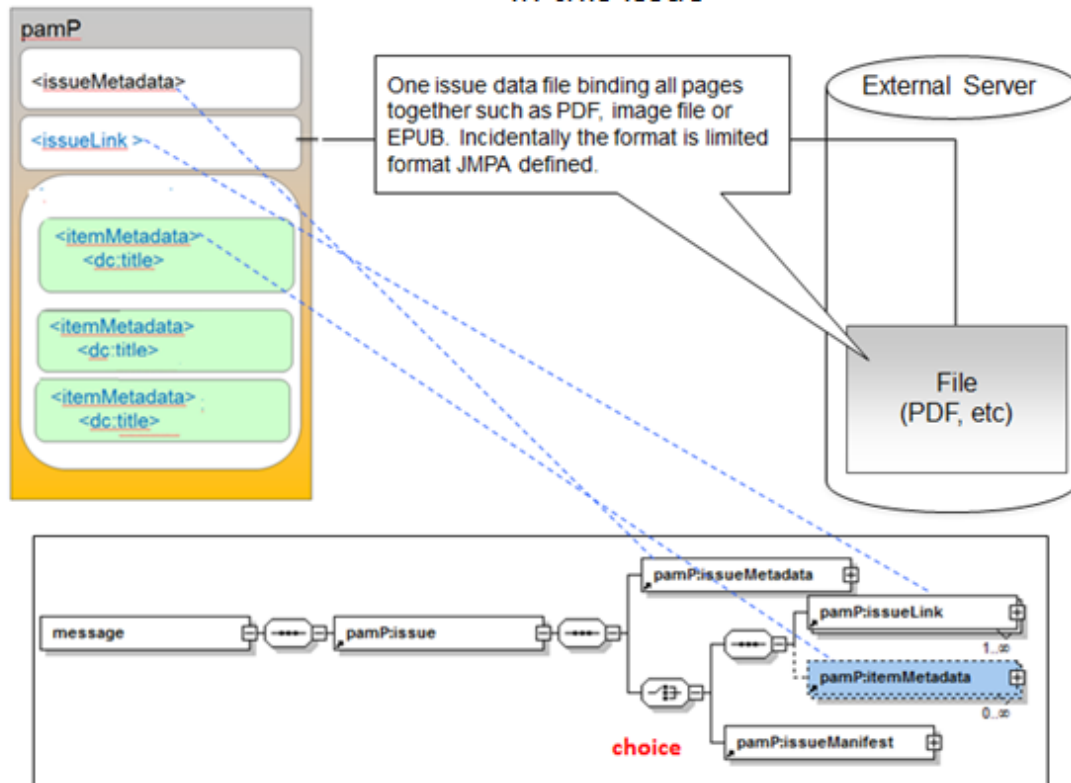 pamP
<issueMetadata>
<issueLink >
<itemMetadata>
<dc:title>
<itemMetadata>
<dc:title>
<itemMetadata>
<dc:title>
One issue data file binding all pages
together such as PDF, image file or
EPUB. Incidentally the format is limited
format JMPA defined.
External Server
File
(PDF, etc)
message
pamP:issue
pamP:issueMetadata
pamP:issueLink
1..∞
pamP:itemMetadata
0..∞
choice
pamP:issueManifest